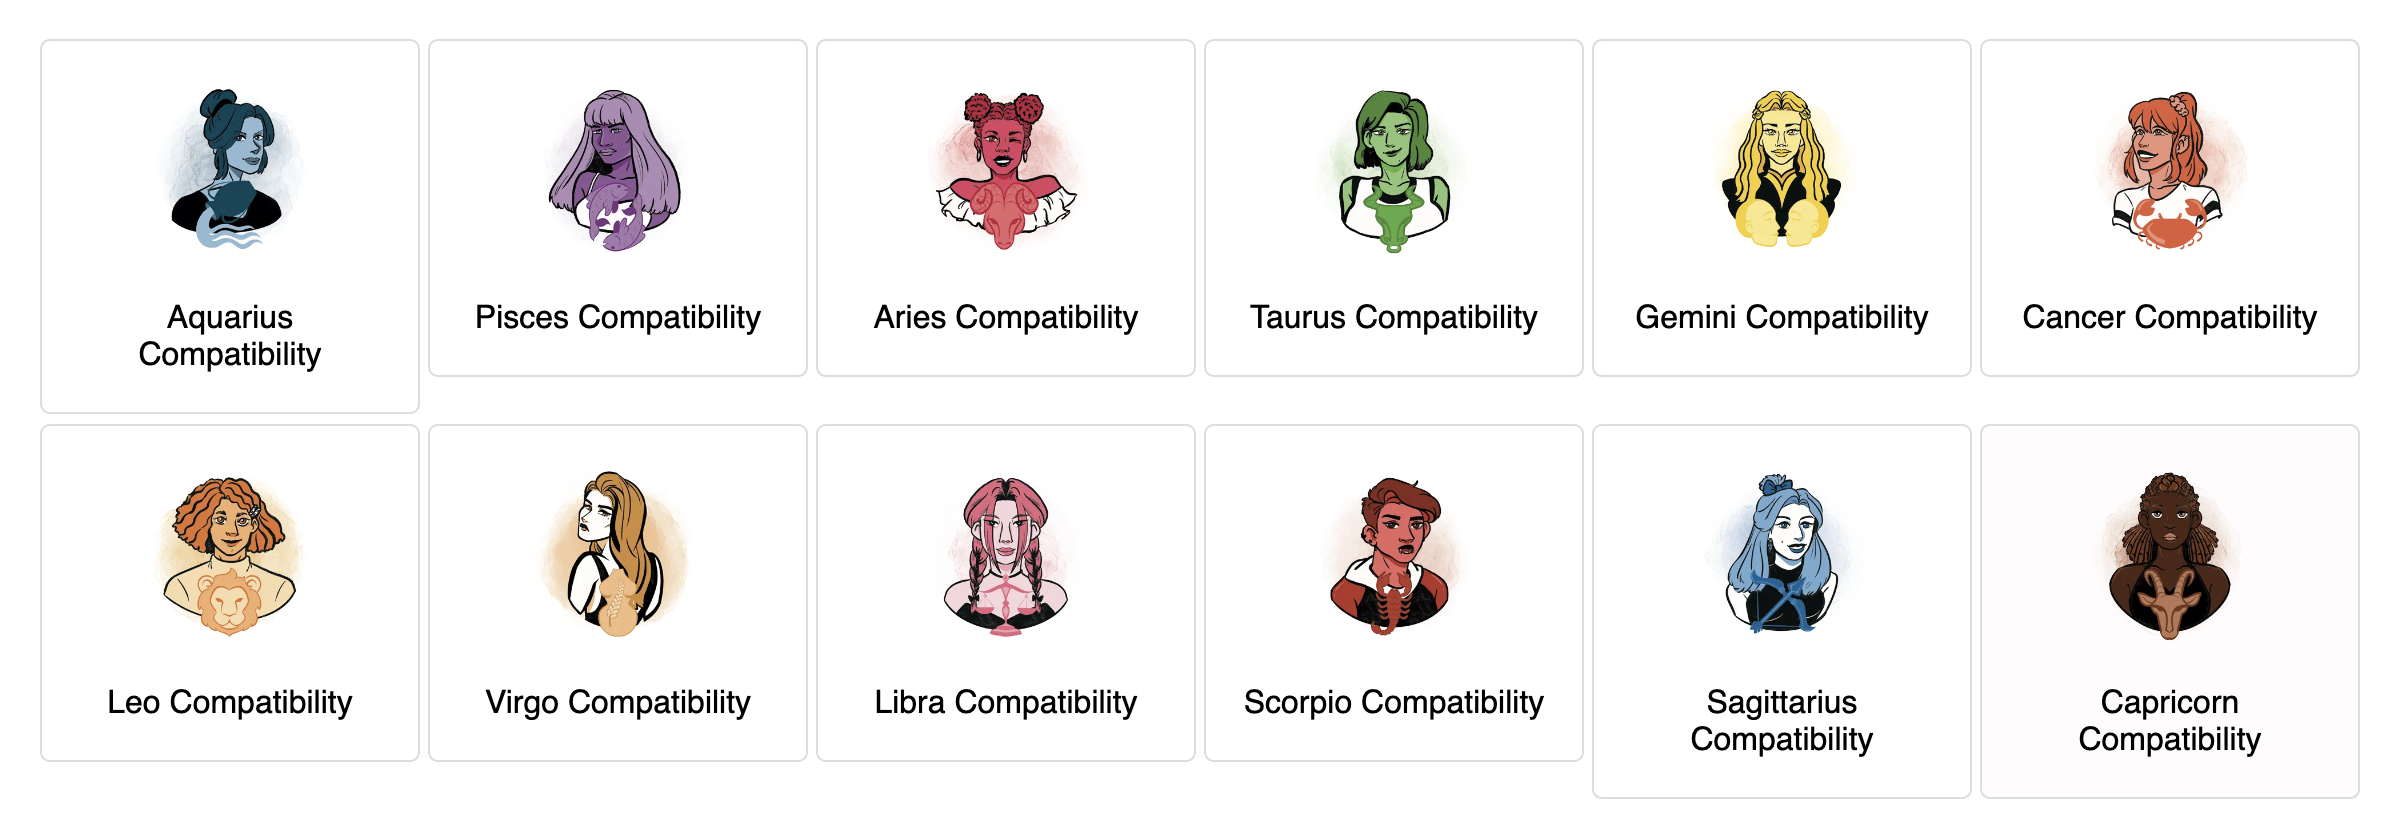 Aquarius
Compatibility
Pisces Compatibility
Aries Compatibility
Taurus Compatibility
Gemini Compatibility
Cancer Compatibility
Leo Compatibility
Virgo Compatibility
Libra Compatibility
Scorpio Compatibility
Sagittarius
Compatibility
Capricorn
Compatibility